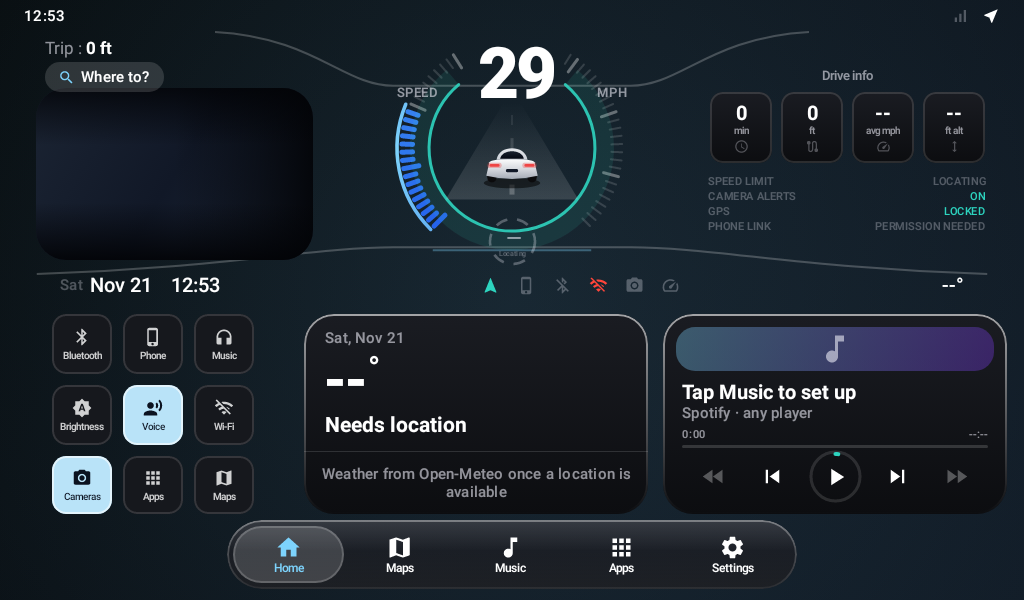 12:53
Trip : 0 ft
Where to?
29
SPEED
MPH
Locating
Drive info
0 min
0 ft
-- avg mph
-- ft alt
SPEED LIMIT LOCATING
CAMERA ALERTS ON
GPS LOCKED
PHONE LINK PERMISSION NEEDED
Sat Nov 21 12:53
--°
Bluetooth
Phone
Music
Brightness
Voice
Wi-Fi
Cameras
Apps
Maps
Sat, Nov 21
--°
Needs location
Weather from Open-Meteo once a location is
available
Tap Music to set up
Spotify · any player
0:00 --:--
Home
Maps
Music
Apps
Settings